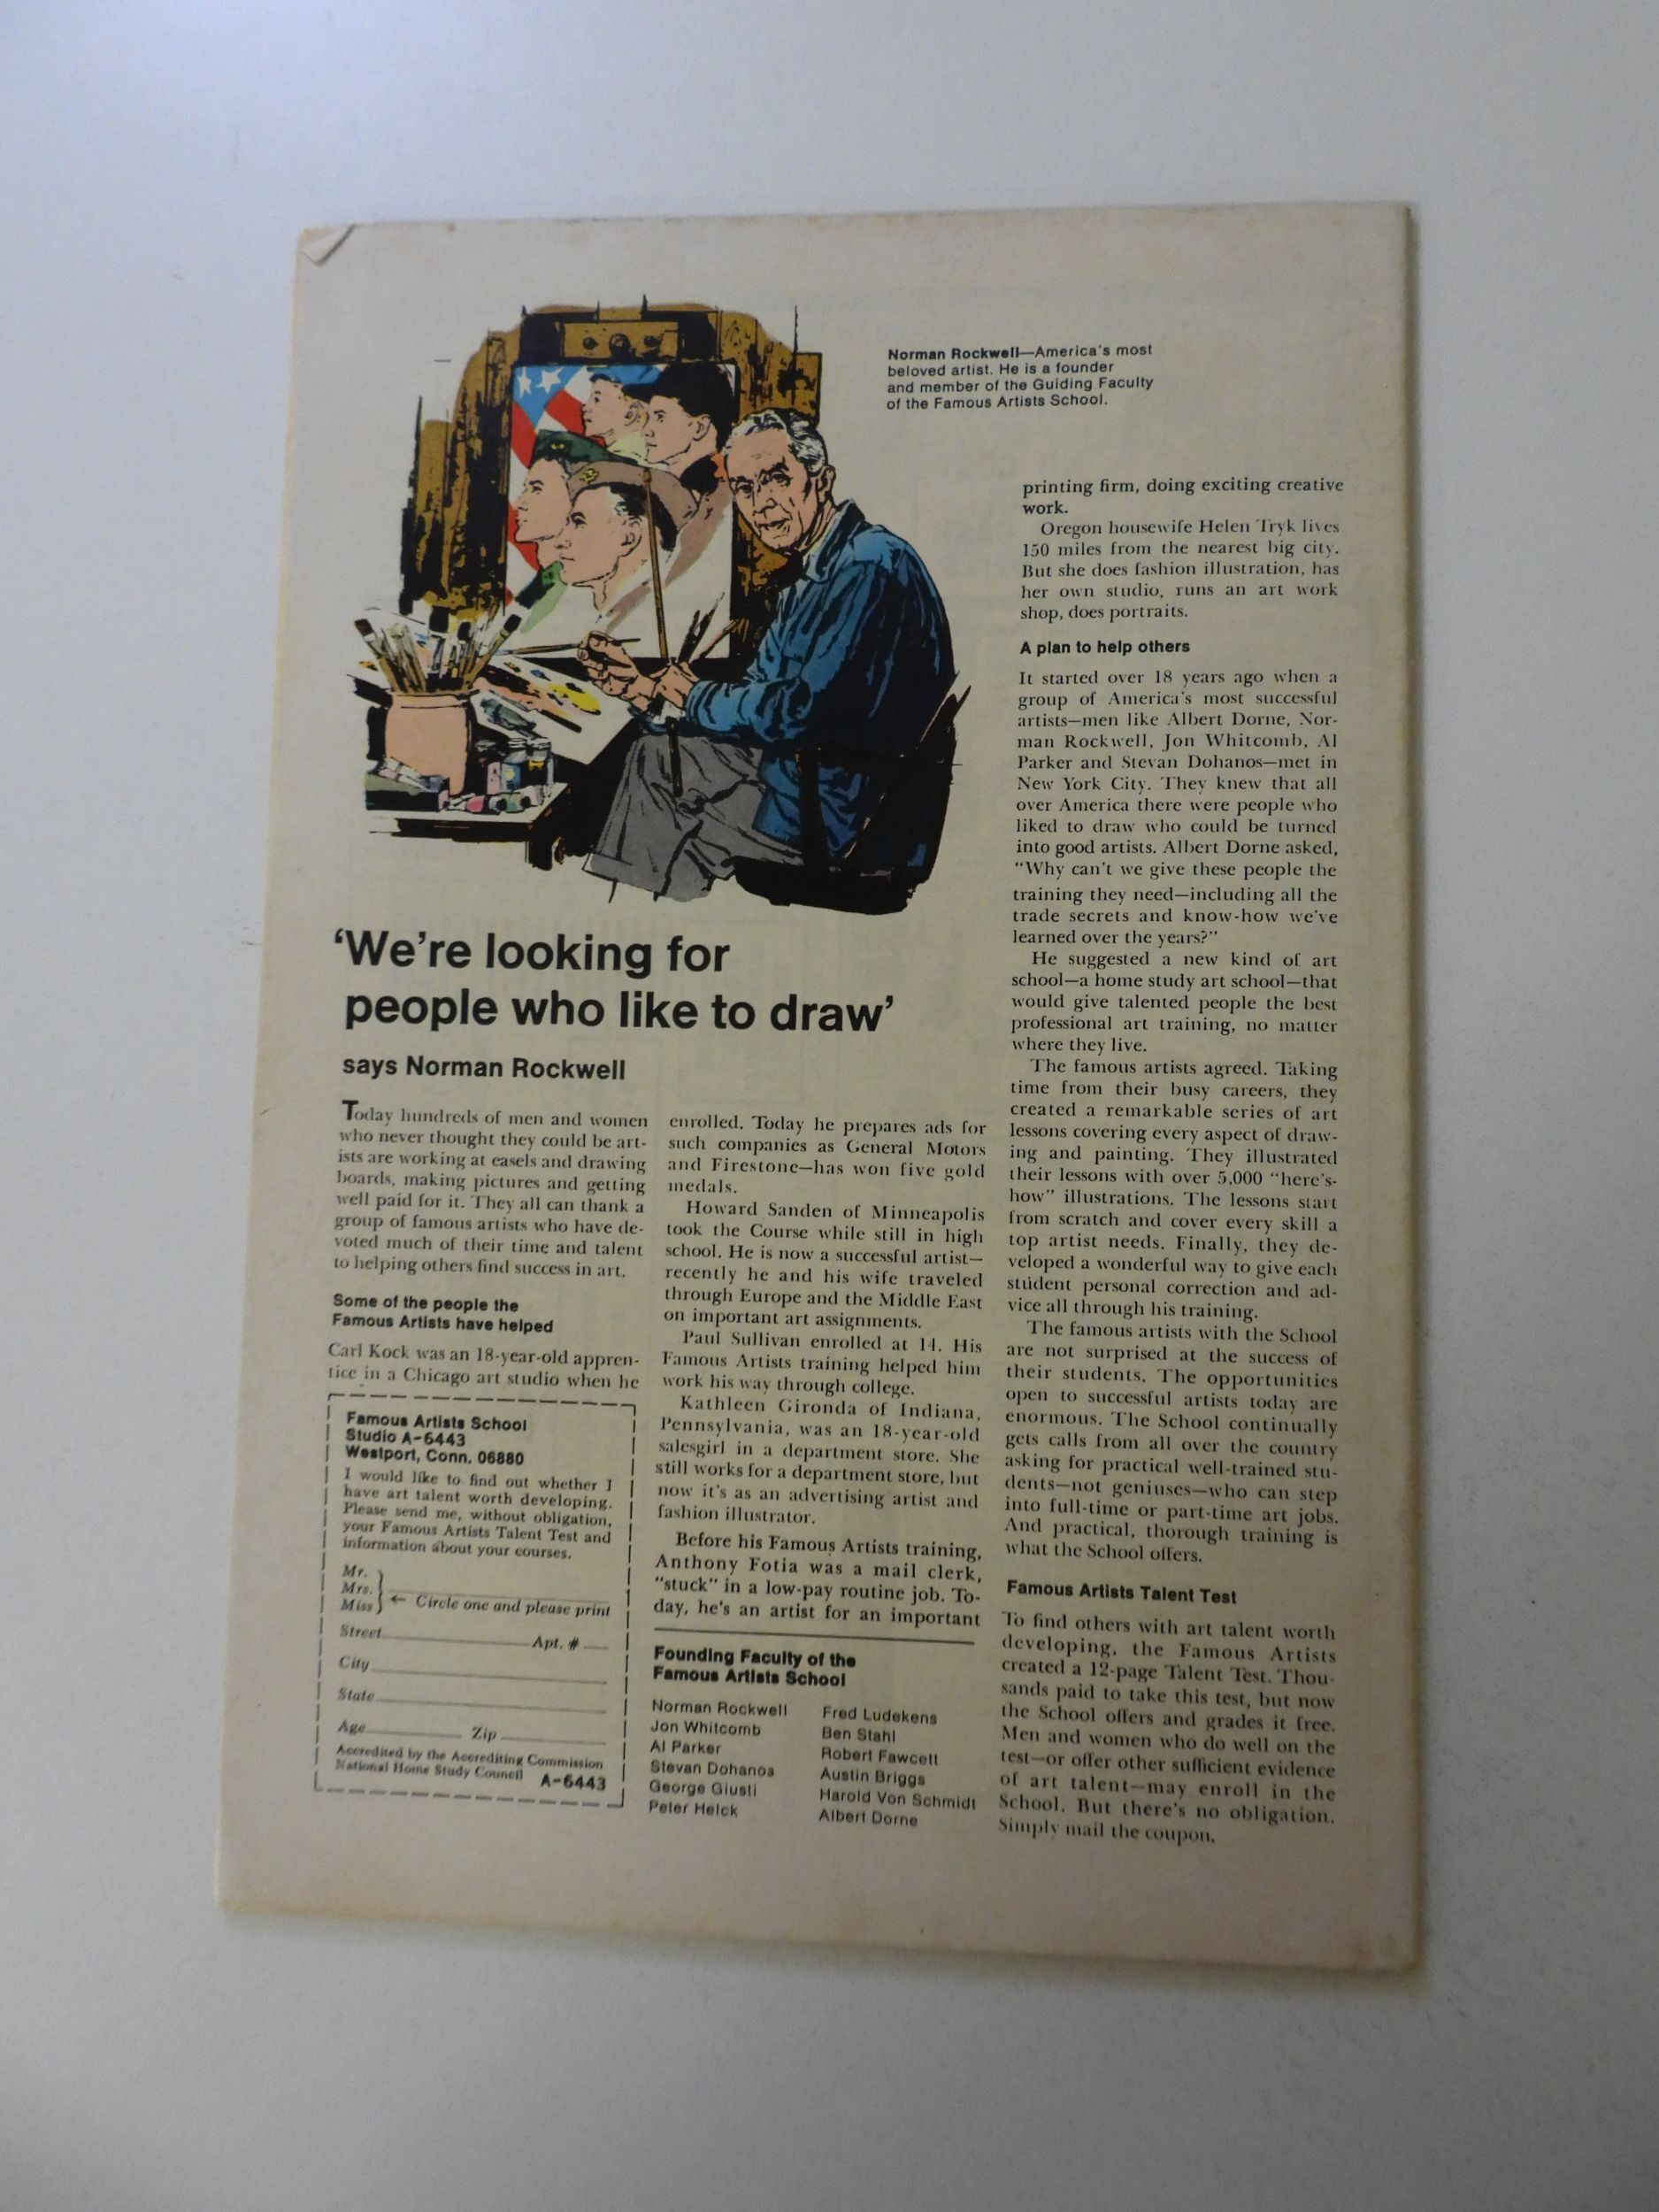 Norman Rockwell—America's most
beloved artist. He is a founder
and member of the Guiding Faculty
of the Famous Artists School.
'We're looking for
people who like to draw'
says Norman Rockwell
Today hundreds of men and women
who never thought they could be art-
ists are working at easels and drawing
boards, making pictures and getting
well paid for it. They all can thank a
group of famous artists who have de-
voted much of their time and talent
to helping others find success in art.
Some of the people the
Famous Artists have helped
Carl Kock was an 18-year-old appren-
tice in a Chicago art studio when he
enrolled. Today he prepares ads for
such companies as General Motors
and Firestone—has won five gold
medals.
Howard Sanden of Minneapolis
took the Course while still in high
school. He is now a successful artist—
recently he and his wife traveled
through Europe and the Middle East
on important art assignments.
Paul Sullivan enrolled at 14. His
Famous Artists training helped him
work his way through college.
Kathleen Gironda of Indiana,
Pennsylvania, was an 18-year-old
salesgirl in a department store. She
still works for a department store, but
now it's as an advertising artist and
fashion illustrator.
Before his Famous Artists training,
Anthony Fotia was a mail clerk,
"stuck" in a low-pay routine job. To-
day, he's an artist for an important
printing firm, doing exciting creative
work.
Oregon housewife Helen Tryk lives
150 miles from the nearest big city.
But she does fashion illustration, has
her own studio, runs an art work
shop, does portraits.
A plan to help others
It started over 18 years ago when a
group of America's most successful
artists—men like Albert Dorne, Nor-
man Rockwell, Jon Whitcomb, Al
Parker and Stevan Dohanos—met in
New York City. They knew that all
over America there were people who
liked to draw who could be turned
into good artists. Albert Dorne asked,
"Why can't we give these people the
training they need—including all the
trade secrets and know-how we've
learned over the years?"
He suggested a new kind of art
school—a home study art school—that
would give talented people the best
professional art training, no matter
where they live.
The famous artists agreed. Taking
time from their busy careers, they
created a remarkable series of art
lessons covering every aspect of draw-
ing and painting. They illustrated
their lessons with over 5,000 "here's-
how" illustrations. The lessons start
from scratch and cover every skill a
top artist needs. Finally, they de-
veloped a wonderful way to give each
student personal correction and ad-
vice all through his training.
The famous artists with the School
are not surprised at the success of
their students. The opportunities
open to successful artists today are
enormous. The School continually
gets calls from all over the country
asking for practical well-trained stu-
dents—not geniuses—who can step
into full-time or part-time art jobs.
And practical, thorough training is
what the School offers.
Famous Artists Talent Test
To find others with art talent worth
developing, the Famous Artists
created a 12-page Talent Test. Thou-
sands paid to take this test, but now
the School offers and grades it free.
Men and women who do well on the
test—or offer other sufficient evidence
of art talent—may enroll in the
School. But there's no obligation.
Simply mail the coupon.
Famous Artists School
Studio A-6443
Westport, Conn. 06880
I would like to find out whether I
have art talent worth developing.
Please send me, without obligation,
your Famous Artists Talent Test and
information about your courses.
Mr.
Mrs.
Miss ← Circle one and please print
Street Apt. #
City
State
Age Zip
Accredited by the Accrediting Commission
National Home Study Council A-6443
Founding Faculty of the
Famous Artists School
Norman Rockwell
Jon Whitcomb
Al Parker
Stevan Dohanos
George Giusti
Peter Helck
Fred Ludekens
Ben Stahl
Robert Fawcett
Austin Briggs
Harold Von Schmidt
Albert Dorne